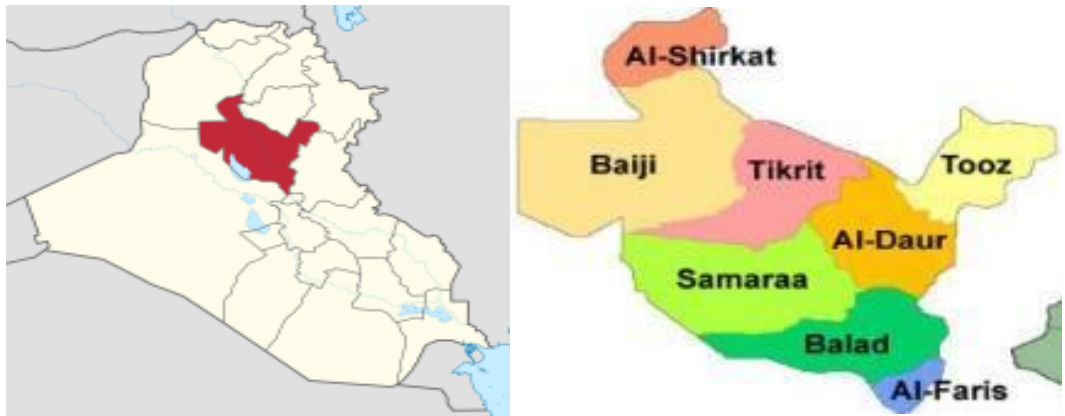 Al-Shirkat
Baiji
Tikrit
Tooz
Al-Daur
Samaraa
Balad
Al-Faris